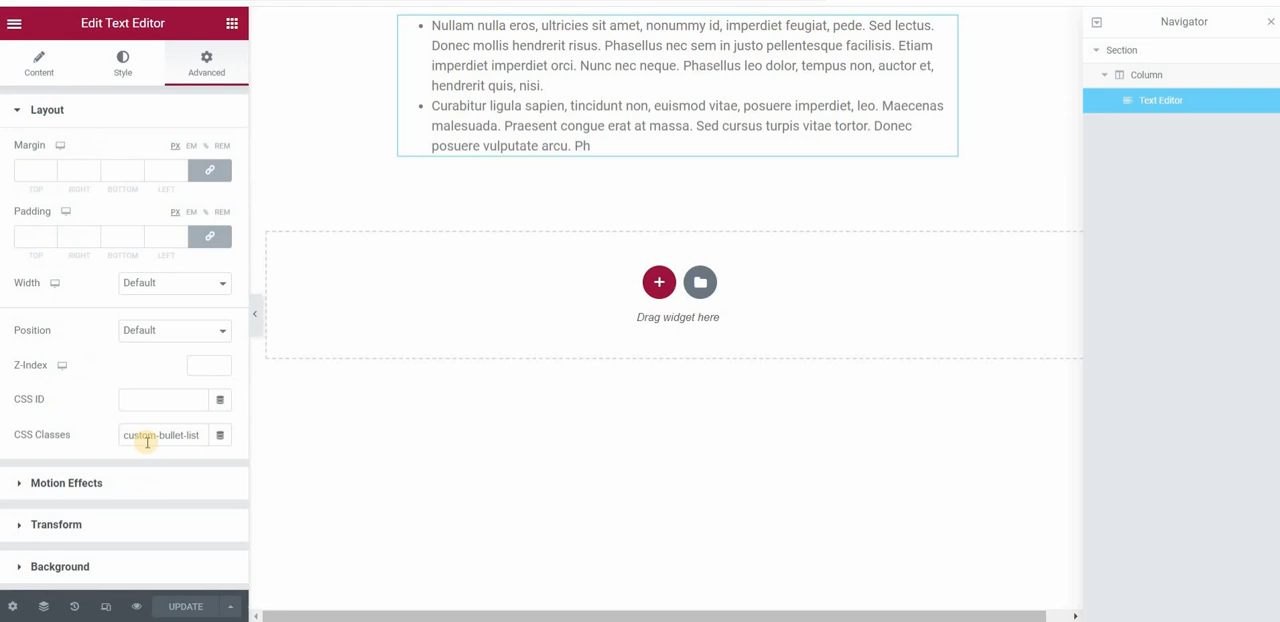 Edit Text Editor
Content
Style
Advanced
Layout
Margin
PX EM % REM
TOP RIGHT BOTTOM LEFT
Padding
PX EM % REM
TOP RIGHT BOTTOM LEFT
Width
Default
Position
Default
Z-Index
CSS ID
CSS Classes
custom-bullet-list
Motion Effects
Transform
Background
UPDATE
• Nullam nulla eros, ultricies sit amet, nonummy id, imperdiet feugiat, pede. Sed lectus.
Donec mollis hendrerit risus. Phasellus nec sem in justo pellentesque facilisis. Etiam
imperdiet imperdiet orci. Nunc nec neque. Phasellus leo dolor, tempus non, auctor et,
hendrerit quis, nisi.
• Curabitur ligula sapien, tincidunt non, euismod vitae, posuere imperdiet, leo. Maecenas
malesuada. Praesent congue erat at massa. Sed cursus turpis vitae tortor. Donec
posuere vulputate arcu. Ph
Drag widget here
Navigator
Section
Column
Text Editor